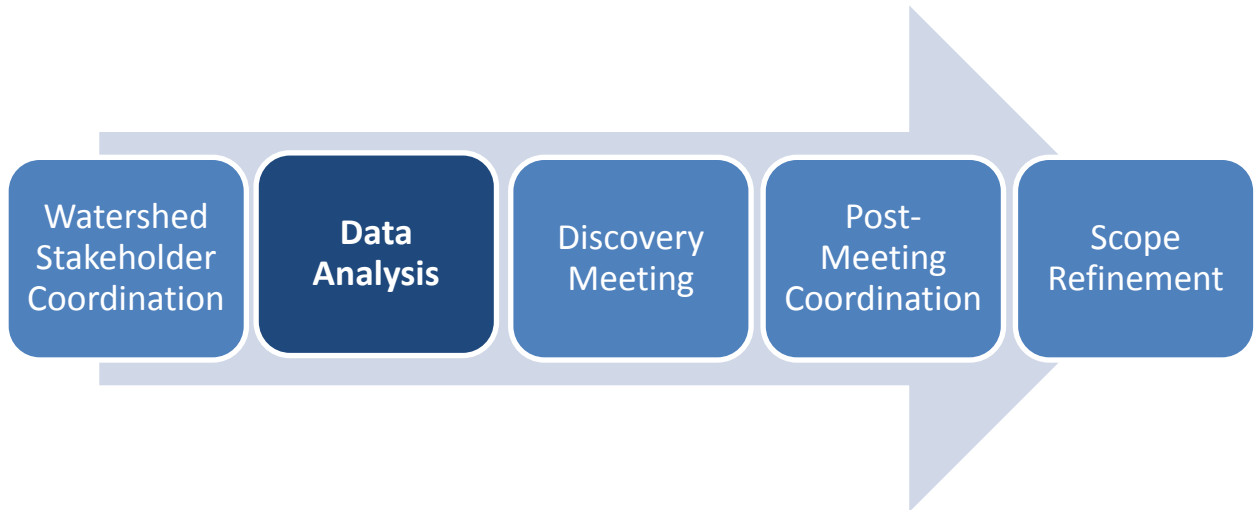 Watershed
Stakeholder
Coordination
Data
Analysis
Discovery
Meeting
Post-
Meeting
Coordination
Scope
Refinement